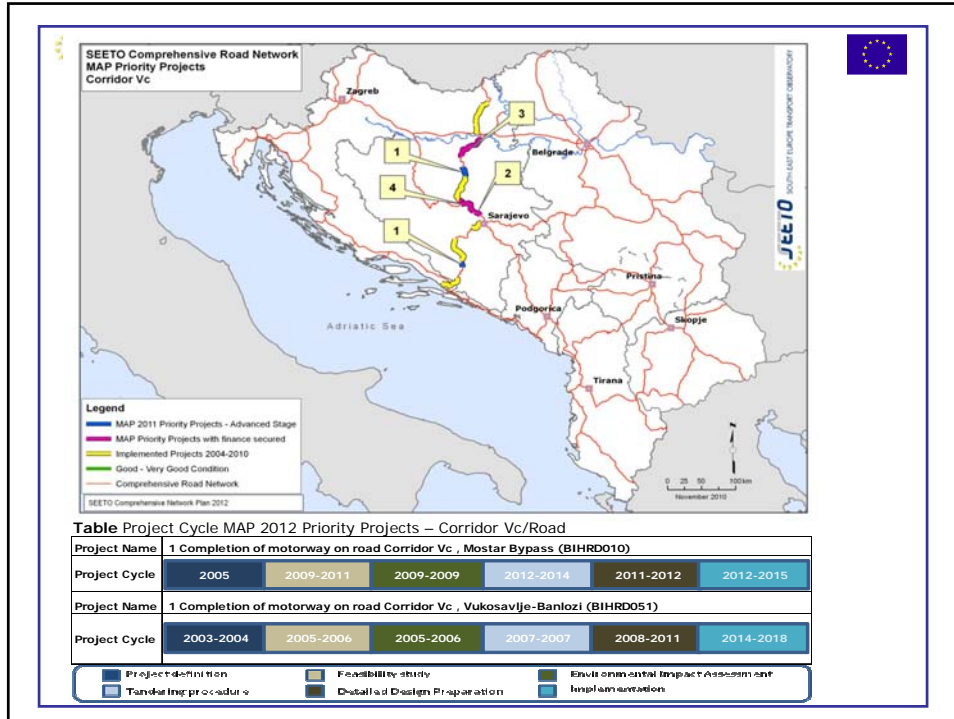 SEETO Comprehensive Road Network
MAP Priority Projects
Corridor Vc
Zagreb
3
1
Belgrade
2
4
Sarajevo
1
Pristina
Podgorica
Skopje
Adriatic Sea
Tirana
SEETO SOUTH-EAST EUROPE TRANSPORT OBSERVATORY
Legend
MAP 2011 Priority Projects - Advanced Stage
MAP Priority Projects with finance secured
Implemented Projects 2004-2010
Good - Very Good Condition
Comprehensive Road Network
SEETO Comprehensive Network Plan 2012
N
0 25 50 100 km
November 2010
Table Project Cycle MAP 2012 Priority Projects – Corridor Vc/Road
Project Name 1 Completion of motorway on road Corridor Vc , Mostar Bypass (BIHRD010)
Project Cycle 2005 2009-2011 2009-2009 2012-2014 2011-2012 2012-2015
Project Name 1 Completion of motorway on road Corridor Vc , Vukosavlje-Banlozi (BIHRD051)
Project Cycle 2003-2004 2005-2006 2005-2006 2007-2007 2008-2011 2014-2018
Project definition Feasibility study Environmental Impact Assessment
Tendering procedure Detailed Design Preparation Implementation